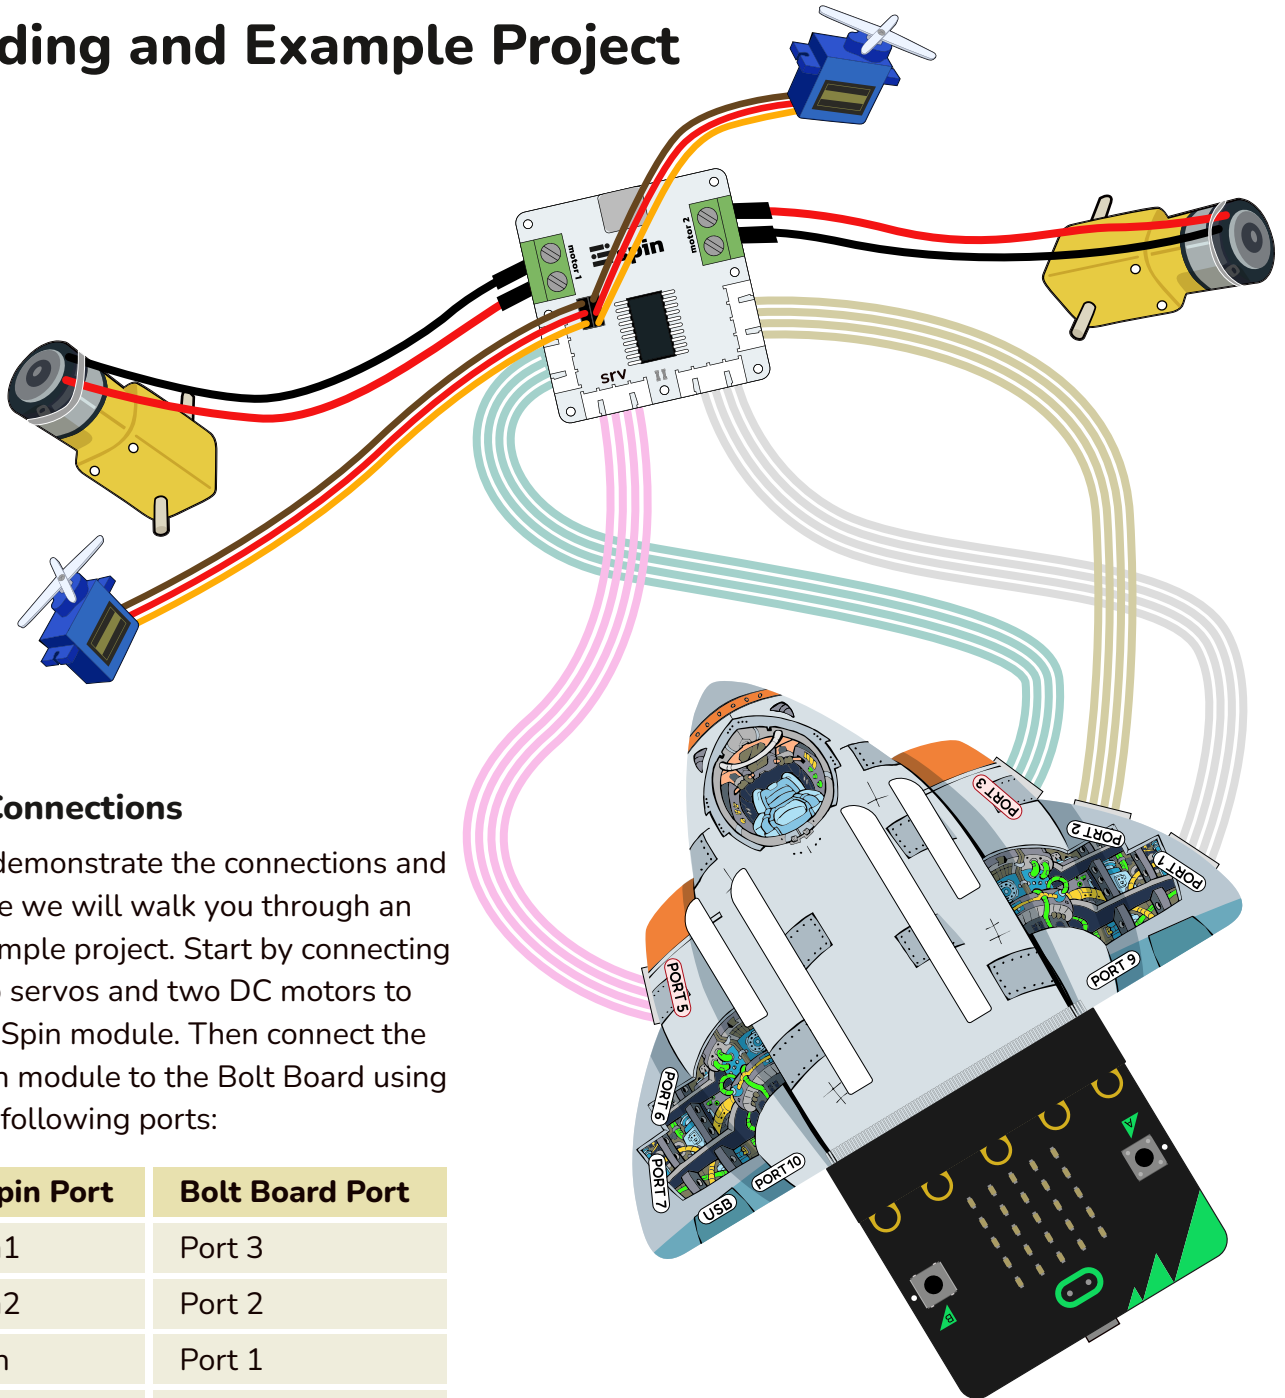 ding and Example Project
motor 1
motor 2
spin
srv
Connections
demonstrate the connections and
e we will walk you through an
mple project. Start by connecting
o servos and two DC motors to
Spin module. Then connect the
n module to the Bolt Board using
following ports:
pin Port
Bolt Board Port
1
Port 3
2
Port 2
n
Port 1
PORT 3
PORT 2
PORT 1
PORT 9
PORT 5
PORT 6
PORT 7
USB
PORT 10
A
B